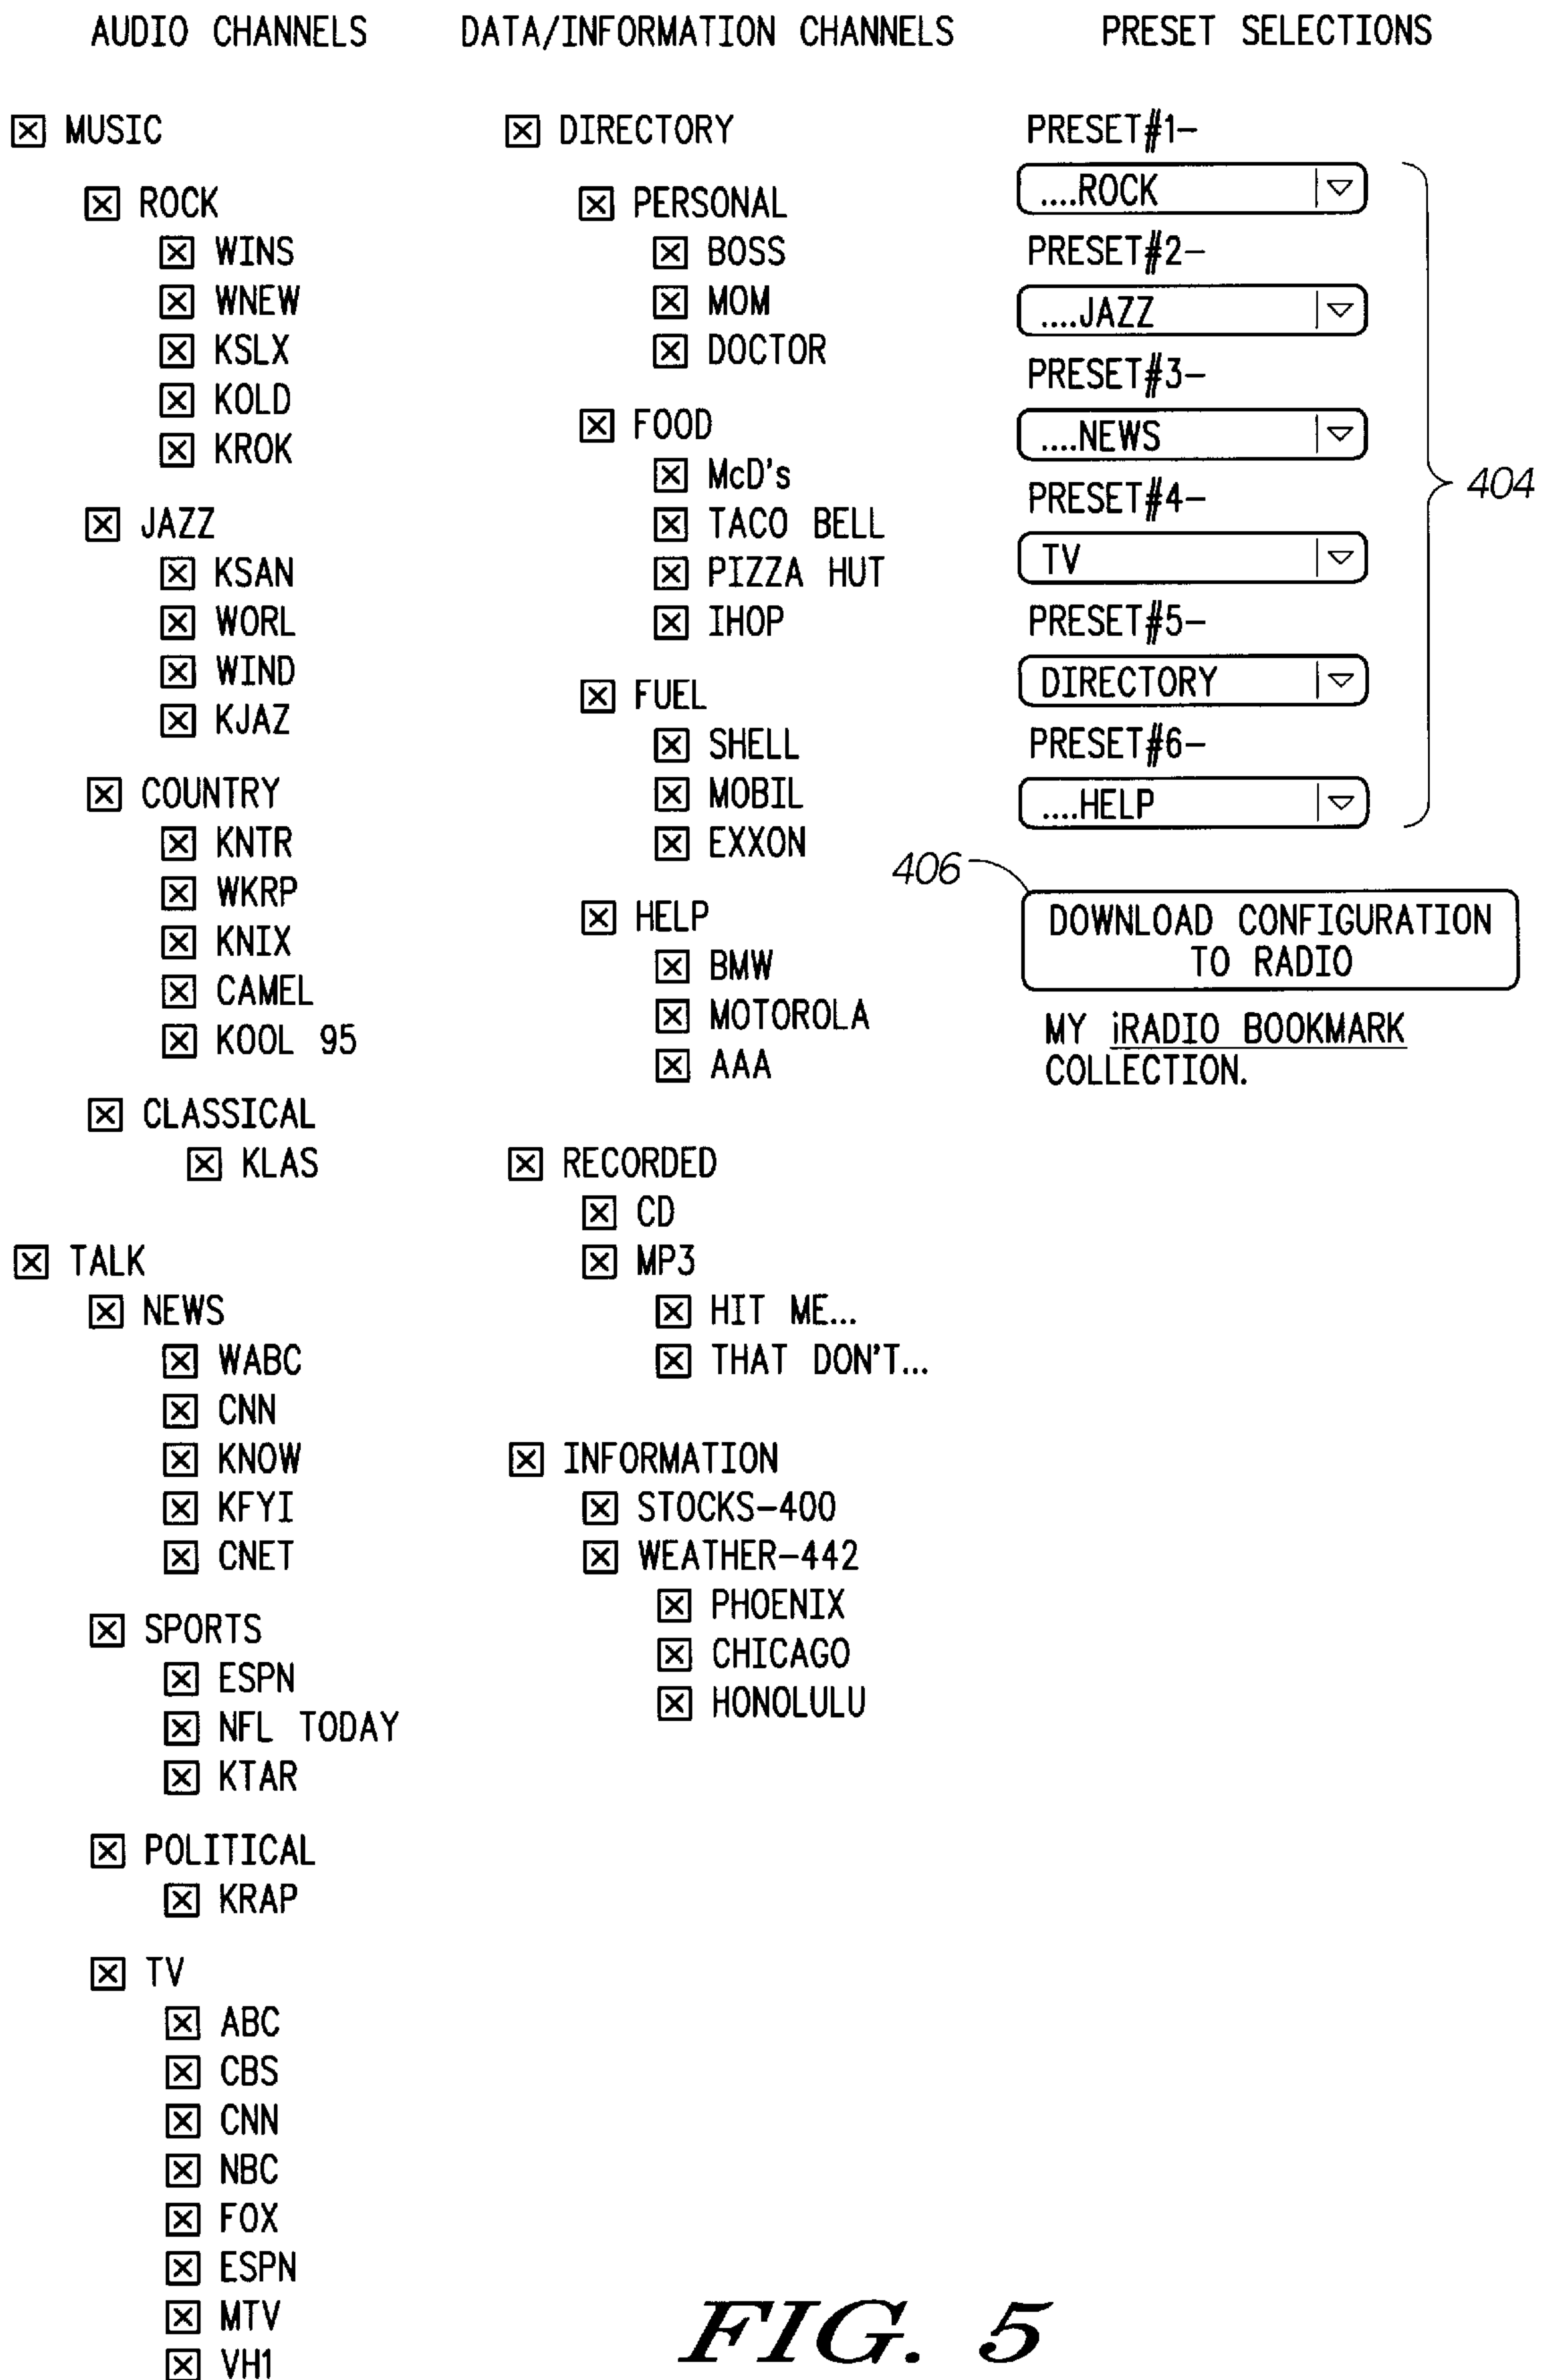 AUDIO CHANNELS
MUSIC
ROCK
WINS
WNEW
KSLX
KOLD
KROK
JAZZ
KSAN
WORL
WIND
KJAZ
COUNTRY
KNTR
WKRP
KNIX
CAMEL
KOOL 95
CLASSICAL
KLAS
TALK
NEWS
WABC
CNN
KNOW
KFYI
CNET
SPORTS
ESPN
NFL TODAY
KTAR
POLITICAL
KRAP
TV
ABC
CBS
CNN
NBC
FOX
ESPN
MTV
VH1
DATA/INFORMATION CHANNELS
DIRECTORY
PERSONAL
BOSS
MOM
DOCTOR
FOOD
McD's
TACO BELL
PIZZA HUT
IHOP
FUEL
SHELL
MOBIL
EXXON
HELP
BMW
MOTOROLA
AAA
RECORDED
CD
MP3
HIT ME...
THAT DON'T...
INFORMATION
STOCKS-400
WEATHER-442
PHOENIX
CHICAGO
HONOLULU
PRESET SELECTIONS
PRESET#1-
....ROCK
PRESET#2-
....JAZZ
PRESET#3-
....NEWS
PRESET#4-
TV
PRESET#5-
DIRECTORY
PRESET#6-
....HELP
404
406
DOWNLOAD CONFIGURATION
TO RADIO
MY iRADIO BOOKMARK
COLLECTION.
FIG. 5